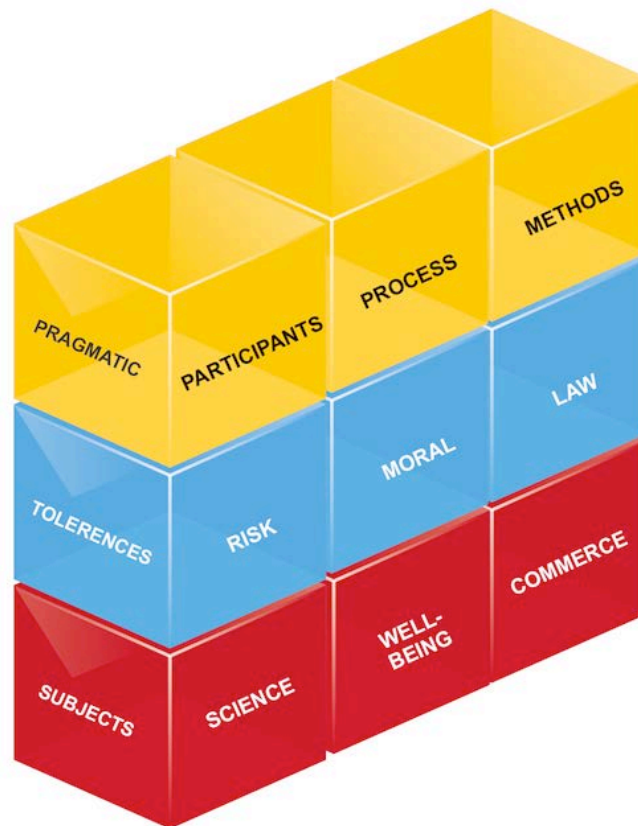 PRAGMATIC
PARTICIPANTS
PROCESS
METHODS
TOLERENCES
RISK
MORAL
LAW
SUBJECTS
SCIENCE
WELL-
BEING
COMMERCE